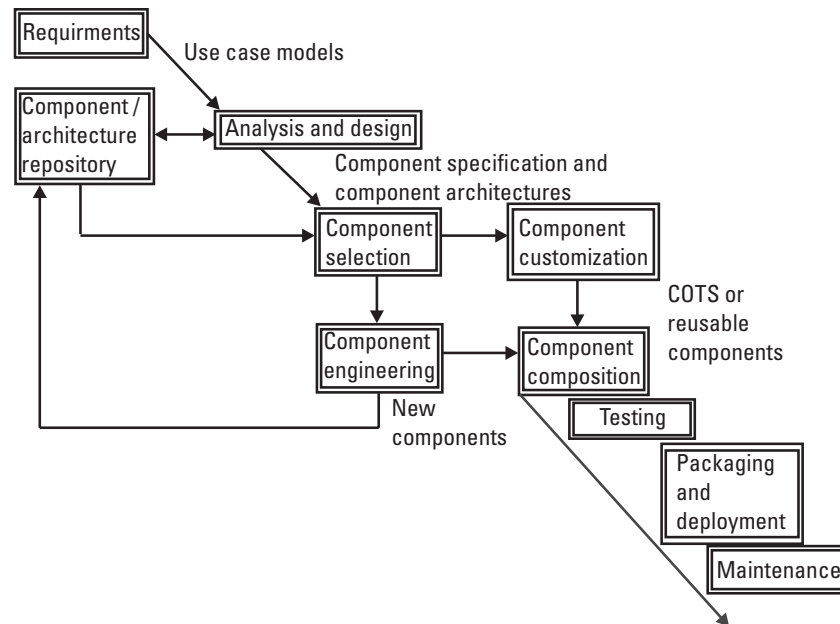 Requirments
Use case models
Component /
architecture
repository
Analysis and design
Component specification and
component architectures
Component
selection
Component
customization
COTS or
reusable
components
Component
engineering
Component
composition
New
components
Testing
Packaging
and
deployment
Maintenance